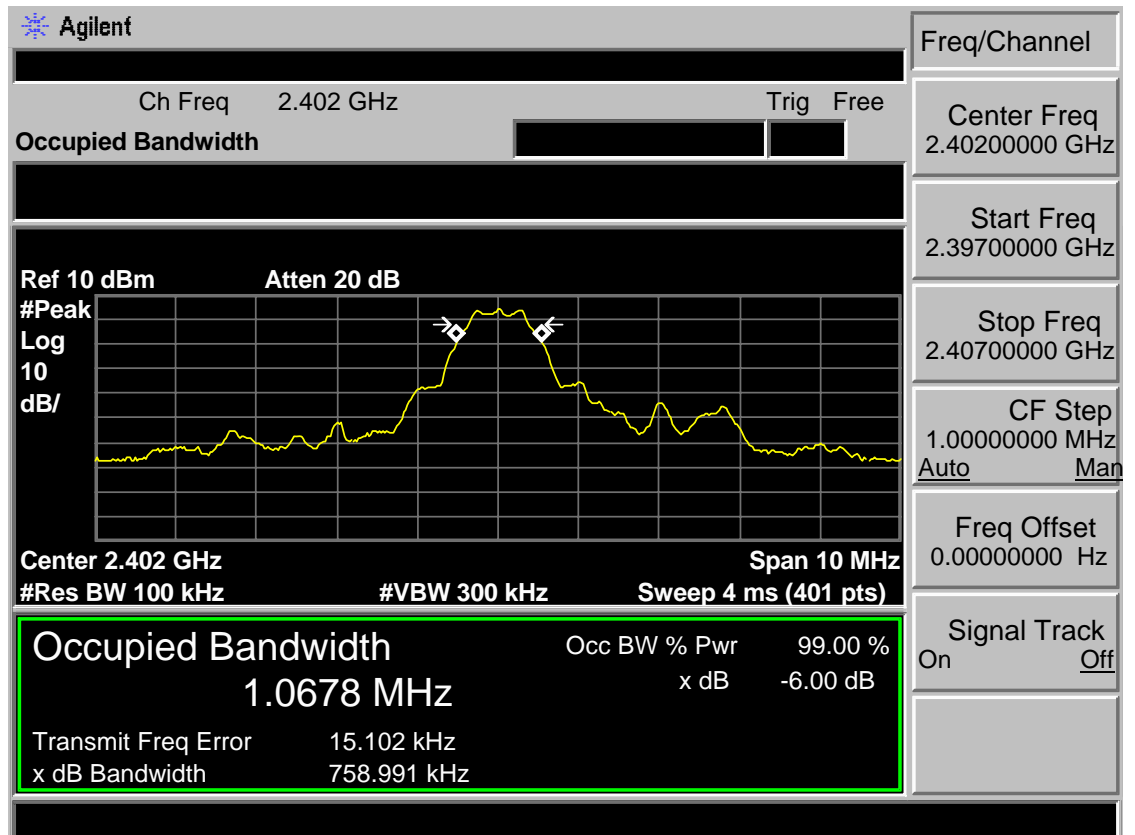 Agilent
Freq/Channel
Ch Freq 2.402 GHz Trig Free
Occupied Bandwidth
Center Freq
2.40200000 GHz
Start Freq
2.39700000 GHz
Stop Freq
2.40700000 GHz
CF Step
1.00000000 MHz
Auto Man
Freq Offset
0.00000000 Hz
Signal Track
On Off
Ref 10 dBm Atten 20 dB
#Peak
Log
10
dB/
Center 2.402 GHz Span 10 MHz
#Res BW 100 kHz #VBW 300 kHz Sweep 4 ms (401 pts)
Occupied Bandwidth Occ BW % Pwr 99.00 %
1.0678 MHz x dB -6.00 dB
Transmit Freq Error 15.102 kHz
x dB Bandwidth 758.991 kHz